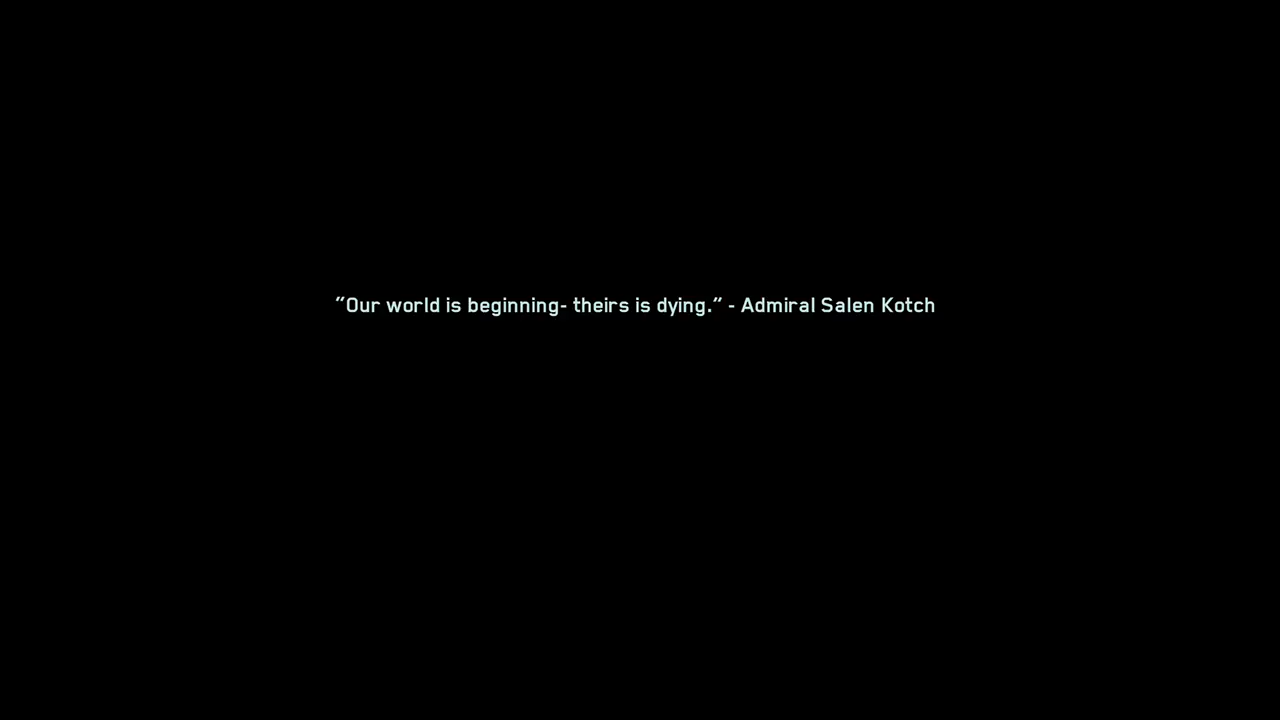 “Our world is beginning- theirs is dying.” - Admiral Salen Kotch